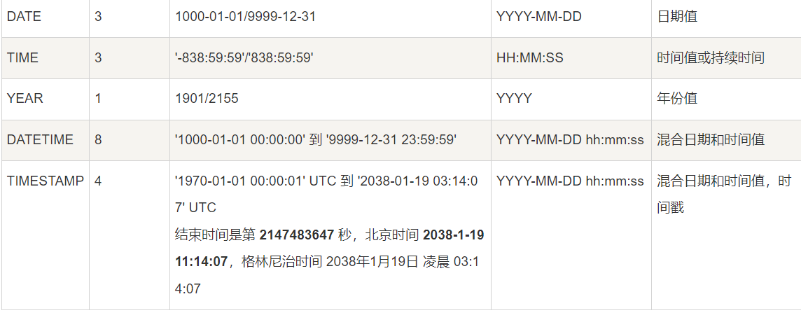 DATE 3 1000-01-01/9999-12-31 YYYY-MM-DD 日期值
TIME 3 '-838:59:59'/'838:59:59' HH:MM:SS 时间值或持续时间
YEAR 1 1901/2155 YYYY 年份值
DATETIME 8 '1000-01-01 00:00:00' 到 '9999-12-31 23:59:59' YYYY-MM-DD hh:mm:ss 混合日期和时间值
TIMESTAMP 4 '1970-01-01 00:00:01' UTC 到 '2038-01-19 03:14:0 YYYY-MM-DD hh:mm:ss 混合日期和时间值，时
7' UTC 间戳
结束时间是第 2147483647 秒，北京时间 2038-1-19
11:14:07，格林尼治时间 2038年1月19日 凌晨 03:1
4:07